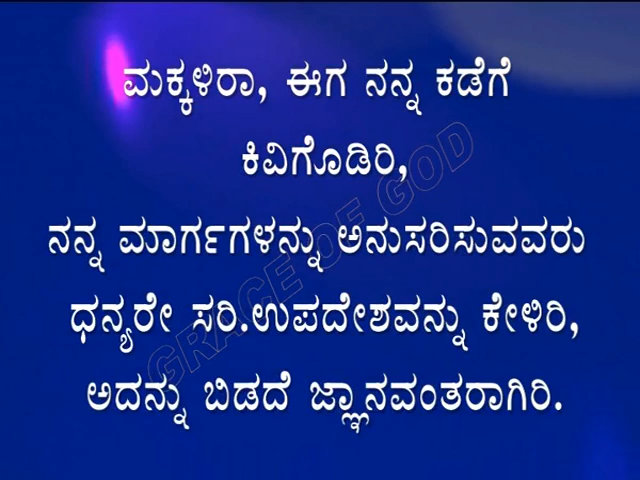 ಮಕ್ಕಳಿರಾ, ಈಗ ನನ್ನ ಕಡೆಗೆ
ಕಿವಿಗೊಡಿರಿ,
ನನ್ನ ಮಾರ್ಗಗಳನ್ನು ಅನುಸರಿಸುವವರು
ಧನ್ಯರೇ ಸರಿ.ಉಪದೇಶವನ್ನು ಕೇಳಿರಿ,
ಅದನ್ನು ಬಿಡದೆ ಜ್ಞಾನವಂತರಾಗಿರಿ.
GRACE OF GOD